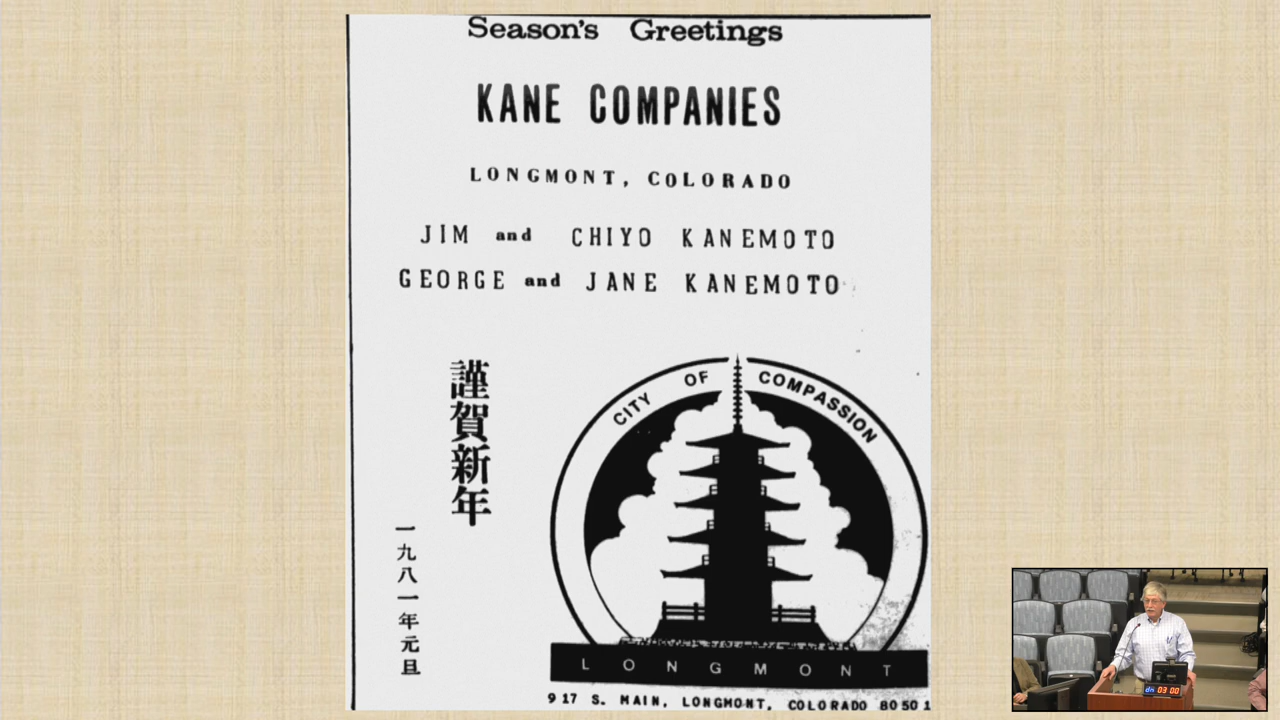 Season's Greetings
KANE COMPANIES
LONGMONT, COLORADO
JIM and CHIYO KANEMOTO
GEORGE and JANE KANEMOTO
謹賀新年
一九八一年元旦
CITY OF COMPASSION
LONGMONT
917 S. MAIN, LONGMONT, COLORADO 80501
03 00